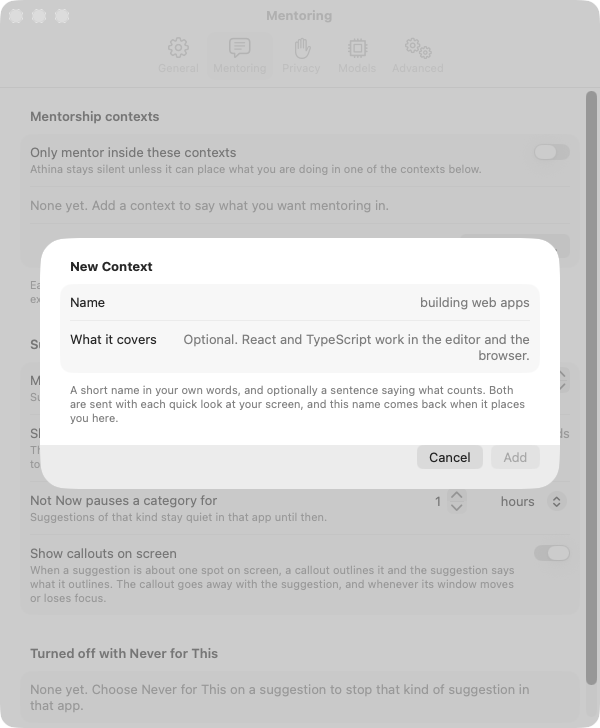 Mentoring
General
Mentoring
Privacy
Models
Advanced
Mentorship contexts
Only mentor inside these contexts
Athina stays silent unless it can place what you are doing in one of the contexts below.
None yet. Add a context to say what you want mentoring in.
New Context
Name
building web apps
What it covers
Optional. React and TypeScript work in the editor and the
browser.
A short name in your own words, and optionally a sentence saying what counts. Both
are sent with each quick look at your screen, and this name comes back when it places
you here.
Cancel
Add
Not Now pauses a category for
1
hours
Suggestions of that kind stay quiet in that app until then.
Show callouts on screen
When a suggestion is about one spot on screen, a callout outlines it and the suggestion says
what it outlines. The callout goes away with the suggestion, and whenever its window moves
or loses focus.
Turned off with Never for This
None yet. Choose Never for This on a suggestion to stop that kind of suggestion in
that app.